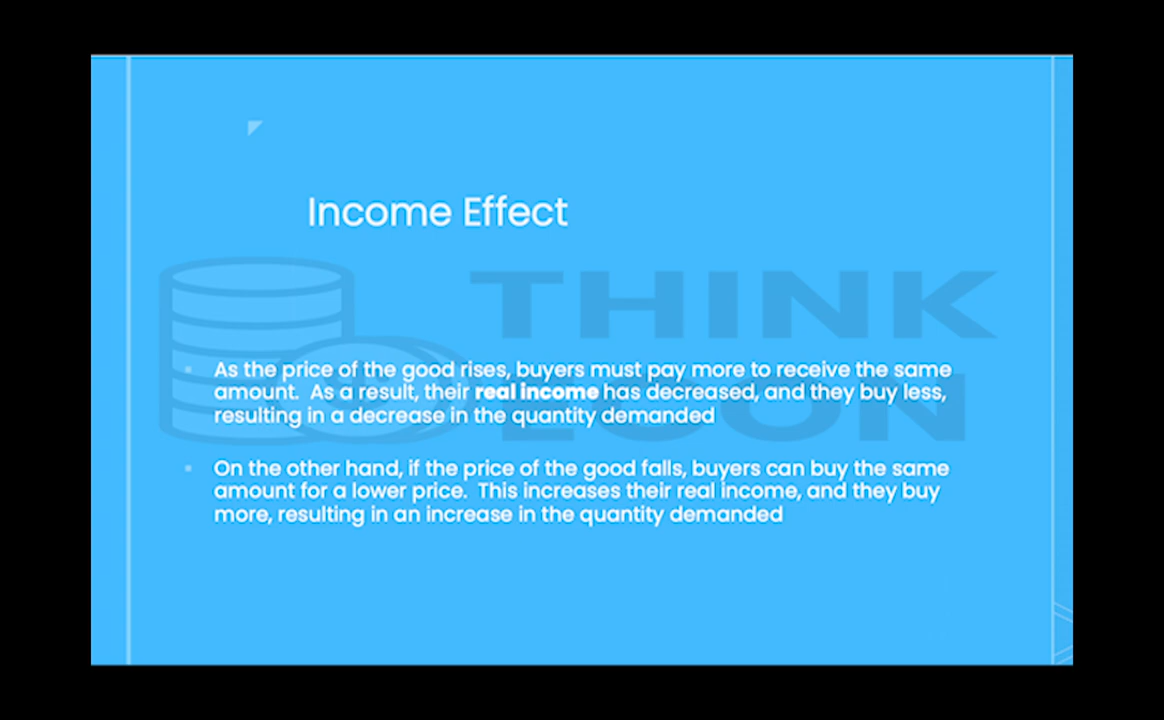 Income Effect
THINK
ECON
As the price of the good rises, buyers must pay more to receive the same
amount.  As a result, their real income has decreased, and they buy less,
resulting in a decrease in the quantity demanded
On the other hand, if the price of the good falls, buyers can buy the same
amount for a lower price.  This increases their real income, and they buy
more, resulting in an increase in the quantity demanded